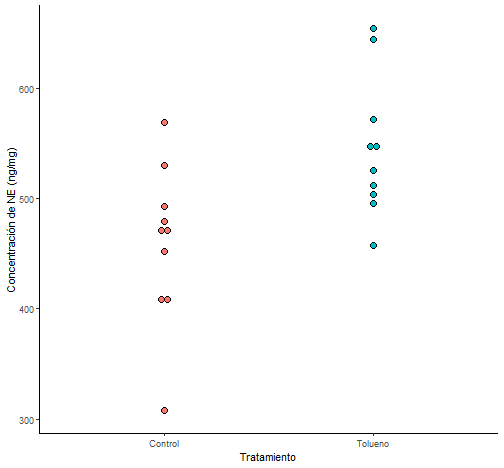 Concentración de NE (ng/mg)
600
500
400
300
Control
Tolueno
Tratamiento